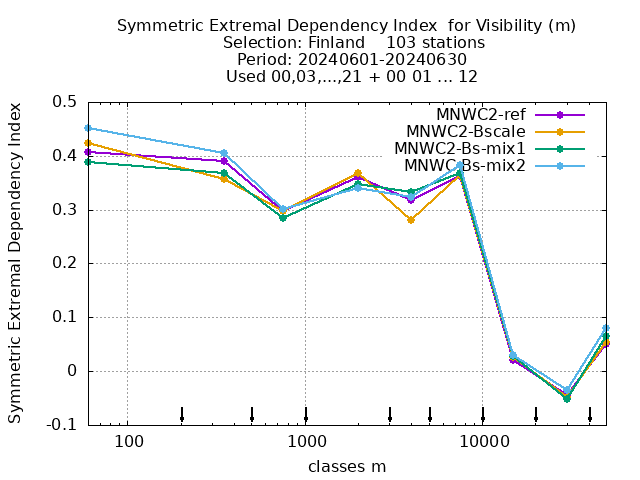 Symmetric Extremal Dependency Index  for Visibility (m)
Selection: Finland    103 stations
Period: 20240601-20240630
Used 00,03,...,21 + 00 01 ... 12
Symmetric Extremal Dependency Index
0.5
0.4
0.3
0.2
0.1
0
-0.1
MNWC2-ref
MNWC2-Bscale
MNWC2-Bs-mix1
MNWC-Bs-mix2
100
1000
10000
classes m